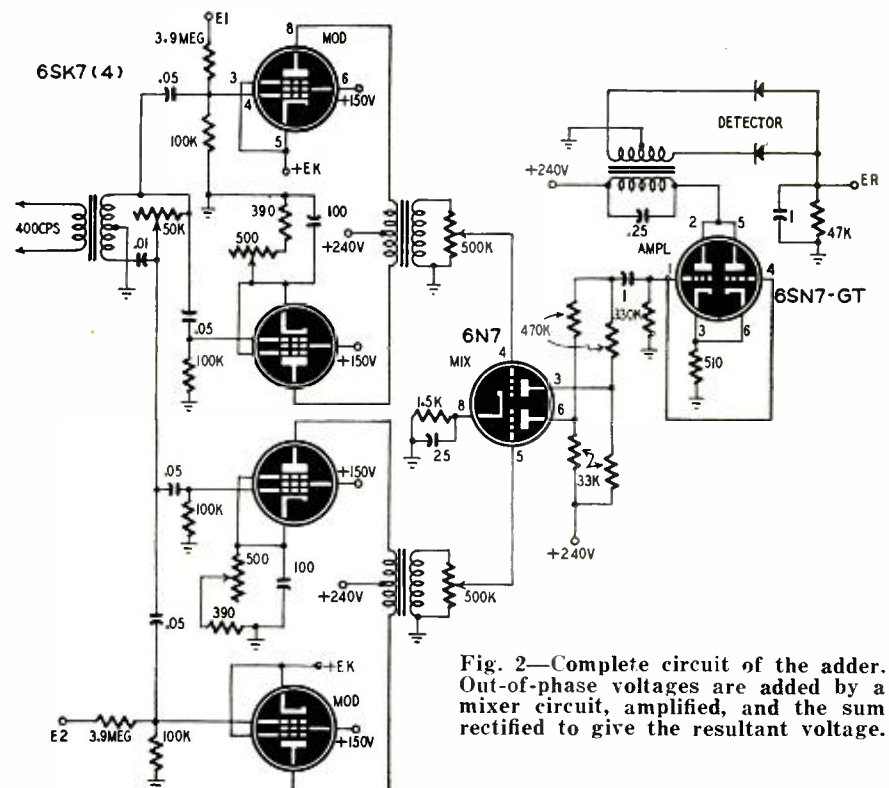 E1
8
MOD
3.9MEG
6SK7(4)
.05
3
4
6
+150V
100K
5
+EK
DETECTOR
+240V
ER
1
47K
.25
400CPS
50K
.01
390
100
500
+240V
500K
2
5
AMPL
1
4
6SN7-GT
3
6
510
1
330K
470K
.05
100K
+150V
6N7
MIX
4
3
8
6
5
1.5K
25
33K
+240V
.05
100K
+150V
500
100
390
+240V
500K
.05
+EK
MOD
E2
3.9MEG
100K
+150V
Fig. 2—Complete circuit of the adder.
Out-of-phase voltages are added by a
mixer circuit, amplified, and the sum
rectified to give the resultant voltage.